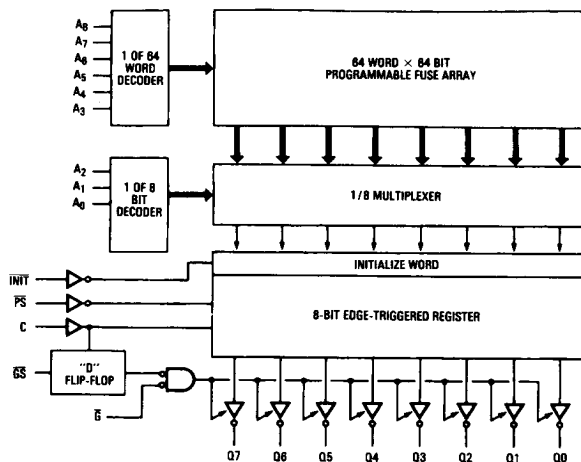 A8
A7
A6
A5
A4
A3
1 OF 64
WORD
DECODER
64 WORD × 64 BIT
PROGRAMMABLE FUSE ARRAY
A2
A1
A0
1 OF 8
BIT
DECODER
1/8 MULTIPLEXER
INITIALIZE WORD
INIT
PS
C
8-BIT EDGE-TRIGGERED REGISTER
GS
"D"
FLIP-FLOP
G
Q7 Q6 Q5 Q4 Q3 Q2 Q1 Q0